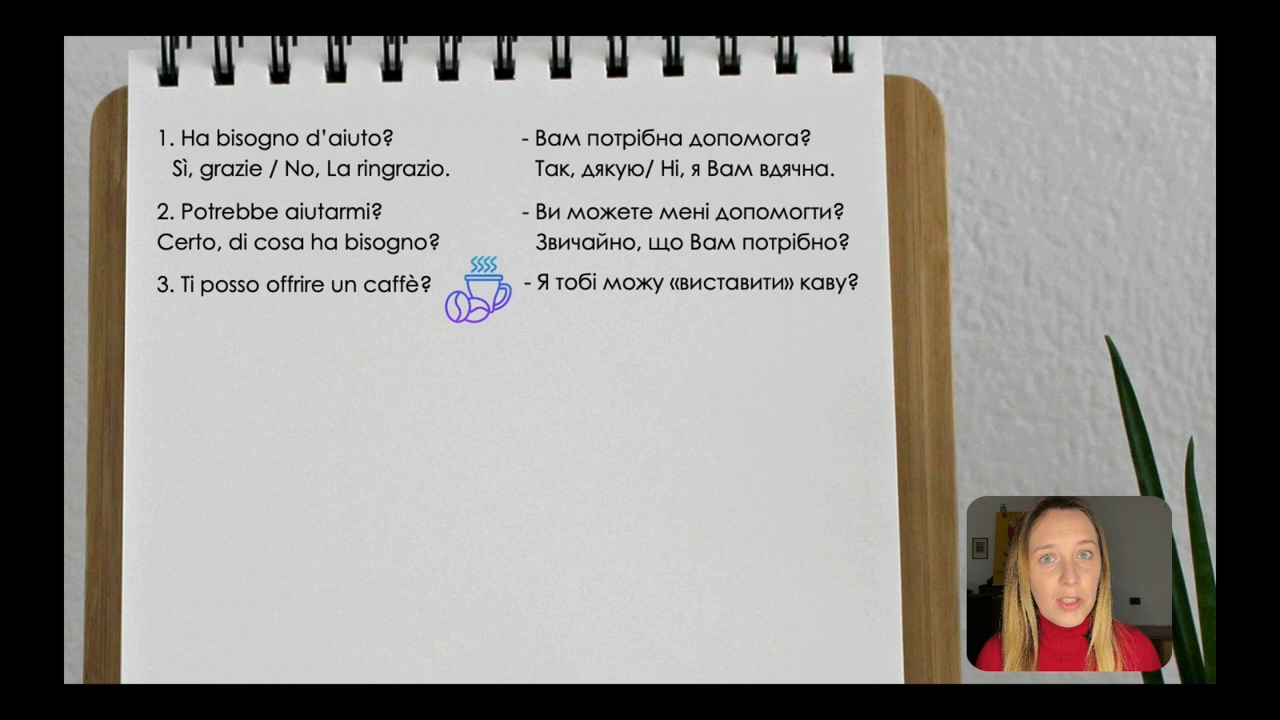 1. Ha bisogno d’aiuto?
Sì, grazie / No, La ringrazio.
- Вам потрібна допомога?
Так, дякую/ Ні, я Вам вдячна.
2. Potrebbe aiutarmi?
Certo, di cosa ha bisogno?
- Ви можете мені допомогти?
Звичайно, що Вам потрібно?
3. Ti posso offrire un caffè?
- Я тобі можу «виставити» каву?